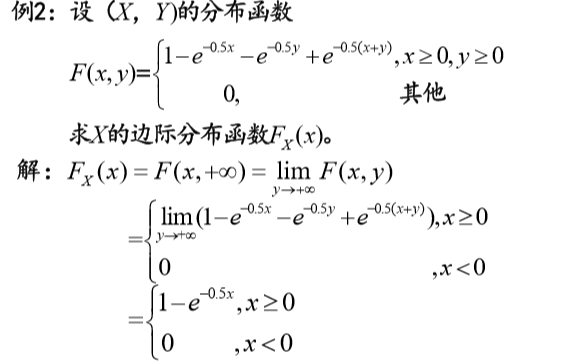 例2：设（X，Y)的分布函数
F(x,y)={1−e^{−0.5x}−e^{−0.5y}+e^{−0.5(x+y)},x≥0,y≥0
0, 其他
求X的边际分布函数F_X(x)。
解：F_X(x)=F(x,+∞)=lim_{y→+∞}F(x,y)
={lim_{y→+∞}(1−e^{−0.5x}−e^{−0.5y}+e^{−0.5(x+y)}),x≥0
0 ,x<0
={1−e^{−0.5x},x≥0
0 ,x<0